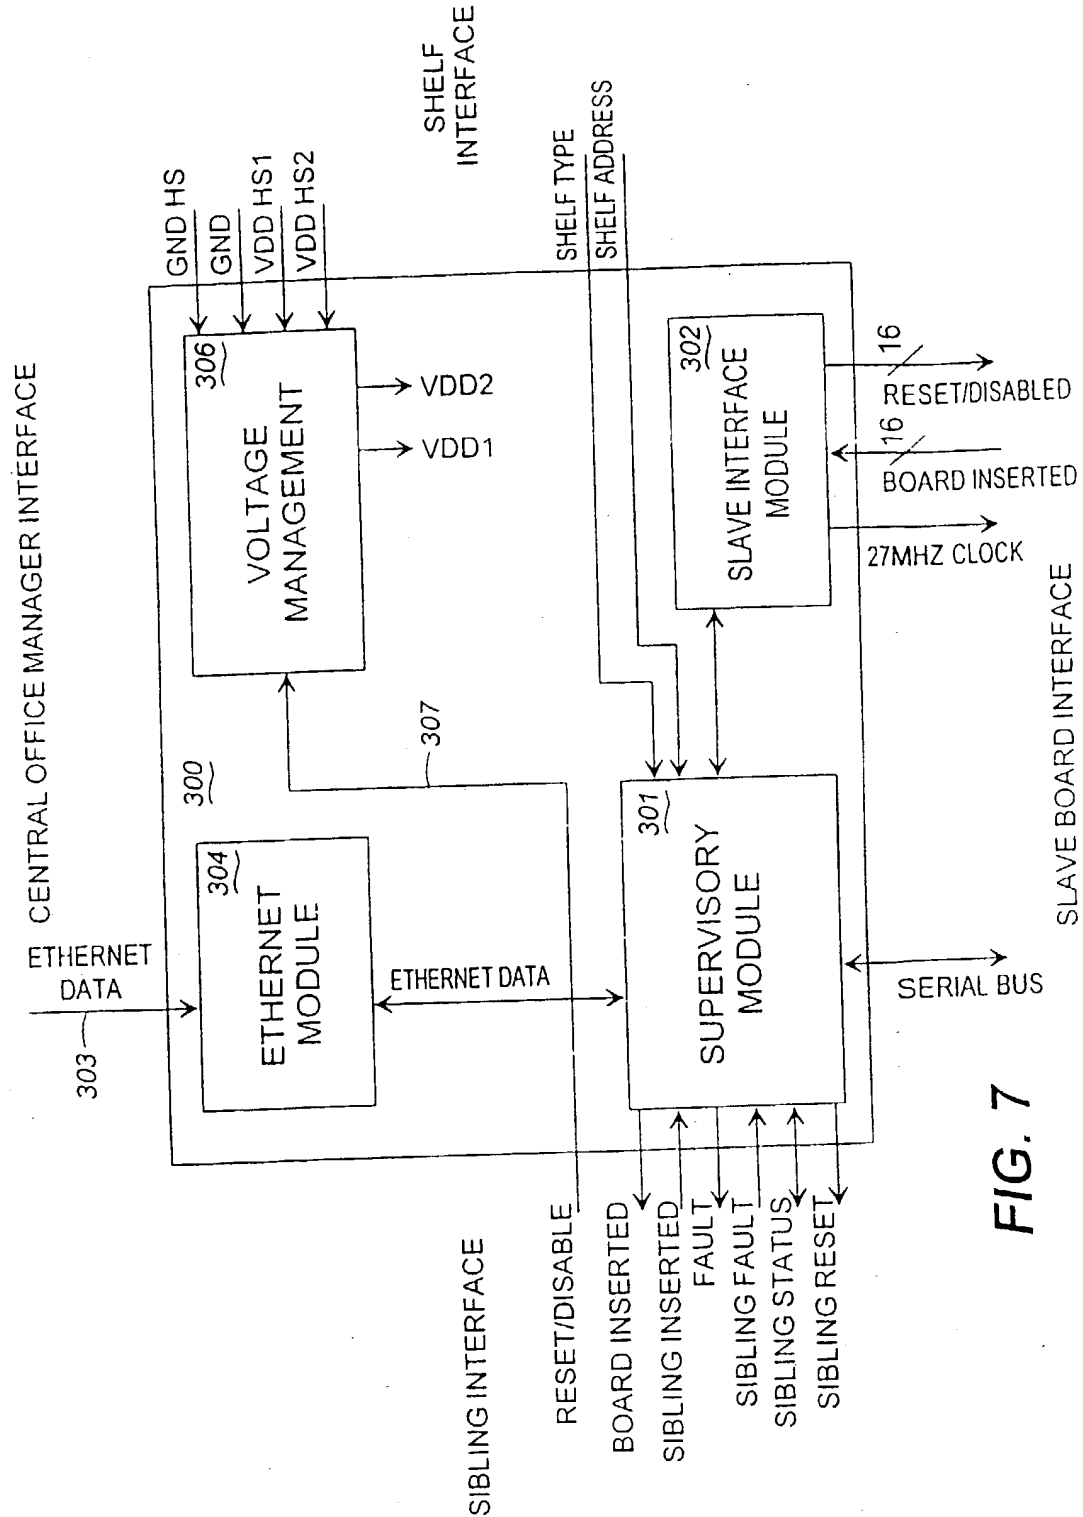 CENTRAL OFFICE MANAGER INTERFACE
ETHERNET
DATA
303
304
ETHERNET
MODULE
300
306
VOLTAGE
MANAGEMENT
GND HS
GND
VDD HS1
VDD HS2
VDD2
VDD1
307
ETHERNET DATA
SHELF
INTERFACE
SHELF TYPE
SHELF ADDRESS
SIBLING INTERFACE
RESET/DISABLE
BOARD INSERTED
SIBLING INSERTED
FAULT
SIBLING FAULT
SIBLING STATUS
SIBLING RESET
301
SUPERVISORY
MODULE
302
SLAVE INTERFACE
MODULE
SERIAL BUS
27MHZ CLOCK
16
BOARD INSERTED
16
RESET/DISABLED
SLAVE BOARD INTERFACE
FIG. 7